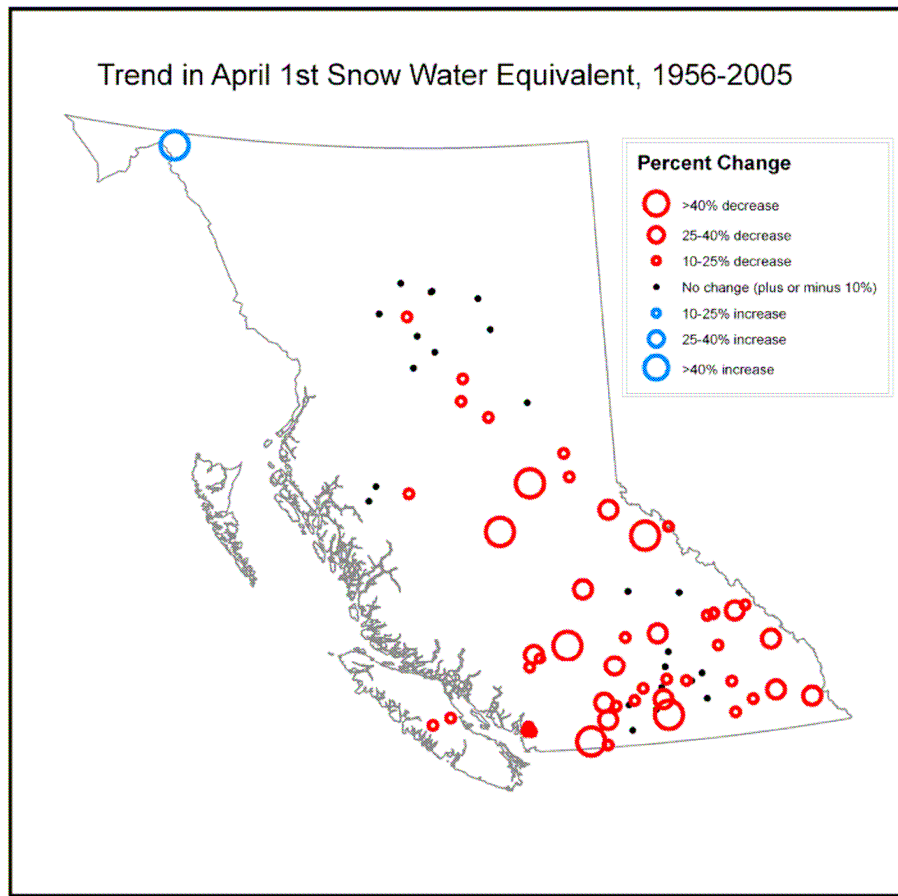 Trend in April 1st Snow Water Equivalent, 1956-2005
Percent Change
>40% decrease
25-40% decrease
10-25% decrease
No change (plus or minus 10%)
10-25% increase
25-40% increase
>40% increase